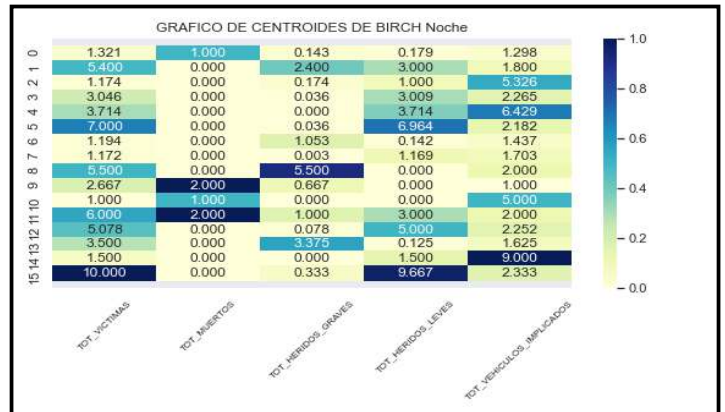 GRAFICO DE CENTROIDES DE BIRCH Noche
0 1.321 1.000 0.143 0.179 1.298
1 5.400 0.000 2.400 3.000 1.800
2 1.174 0.000 0.174 1.000 5.326
3 3.046 0.000 0.036 3.009 2.265
4 3.714 0.000 0.000 3.714 6.429
5 7.000 0.000 0.036 6.964 2.182
6 1.194 0.000 1.053 0.142 1.437
7 1.172 0.000 0.003 1.169 1.703
8 5.500 0.000 5.500 0.000 2.000
9 2.667 2.000 0.667 0.000 1.000
10 1.000 1.000 0.000 0.000 5.000
11 6.000 2.000 1.000 3.000 2.000
12 5.078 0.000 0.078 5.000 2.252
13 3.500 0.000 3.375 0.125 1.625
14 1.500 0.000 0.000 1.500 9.000
15 10.000 0.000 0.333 9.667 2.333
TOT_VICTIMAS TOT_MUERTOS TOT_HERIDOS_GRAVES TOT_HERIDOS_LEVES TOT_VEHICULOS_IMPLICADOS
1.0
0.8
0.6
0.4
0.2
0.0